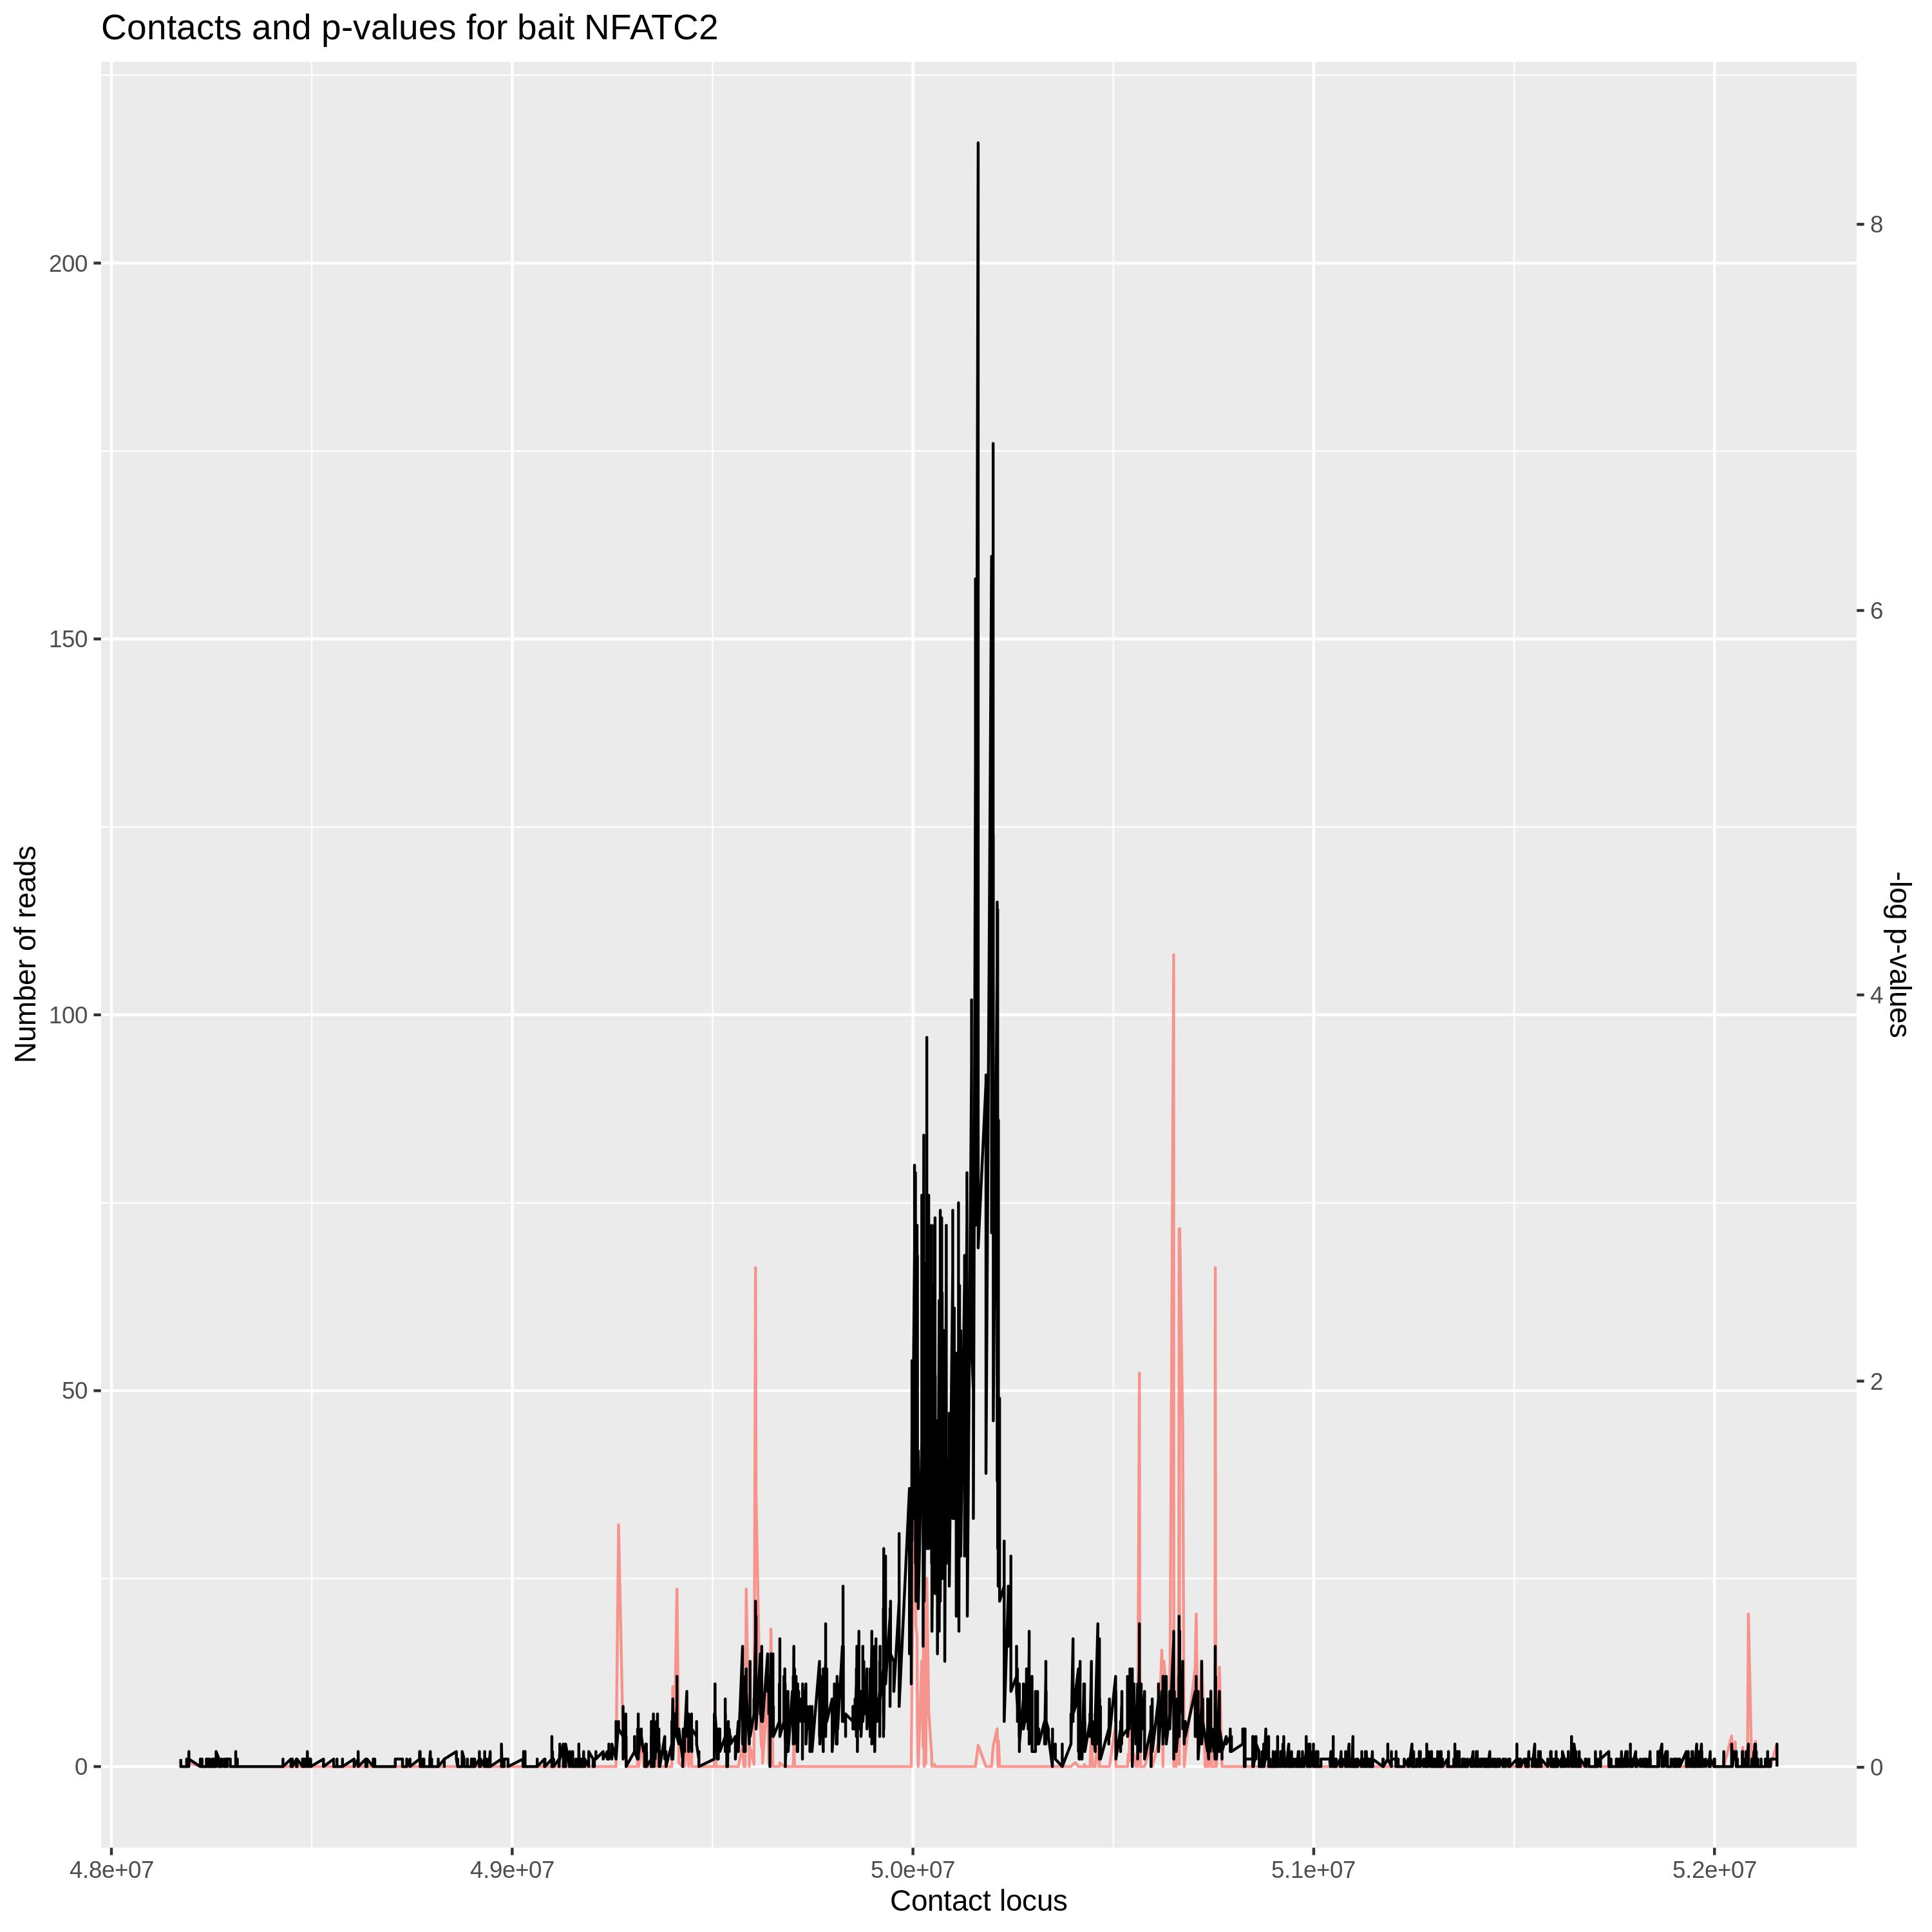 Contacts and p-values for bait NFATC2
Number of reads
200
150
100
50
0
8
6
4
2
0
-log p-values
4.8e+07 4.9e+07 5.0e+07 5.1e+07 5.2e+07
Contact locus